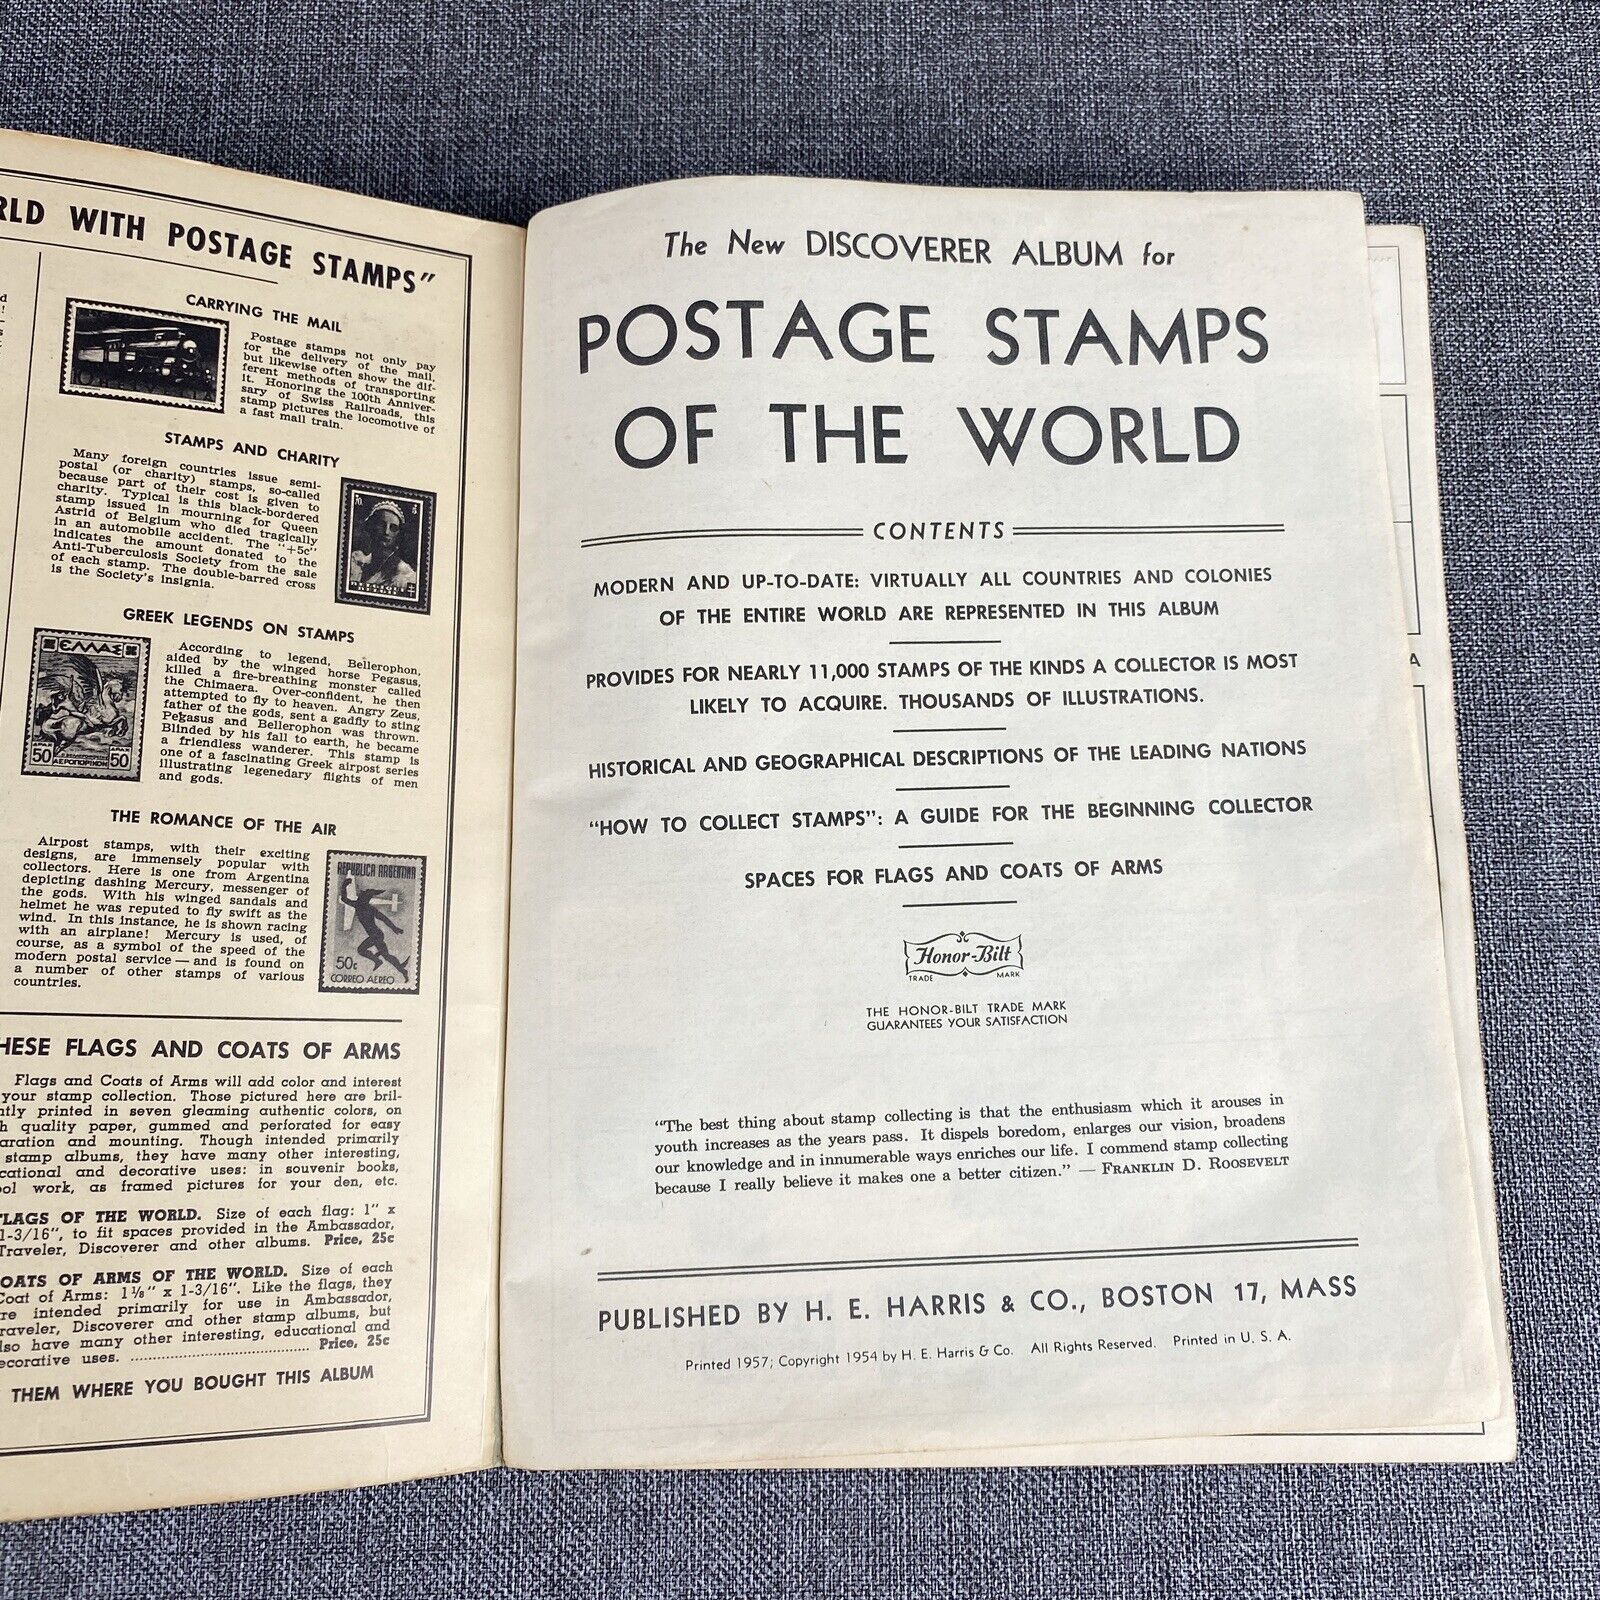 RLD WITH POSTAGE STAMPS"
CARRYING THE MAIL
Postage stamps not only pay
for the delivery of the mail,
but likewise often show the dif-
ferent methods of transporting
it. Honoring the 100th Anniver-
sary of Swiss Railroads, this
stamp pictures the locomotive of
a fast mail train.
STAMPS AND CHARITY
Many foreign countries issue semi-
postal (or charity) stamps, so-called
because part of their cost is given to
charity. Typical is this black-bordered
stamp issued in mourning for Queen
Astrid of Belgium who died tragically
in an automobile accident. The "+5c"
indicates the amount donated to the
Anti-Tuberculosis Society from the sale
of each stamp. The double-barred cross
is the Society's insignia.
GREEK LEGENDS ON STAMPS
ΕΛΛΑΣ
50 50
ΑΕΡΟΠΟΡΙΚΟΝ
According to legend, Bellerophon,
aided by the winged horse Pegasus,
killed a fire-breathing monster called
the Chimaera. Over-confident, he then
attempted to fly to heaven. Angry Zeus,
father of the gods, sent a gadfly to sting
Pegasus and Bellerophon was thrown.
Blinded by his fall to earth, he became
a friendless wanderer. This stamp is
one of a fascinating Greek airpost series
illustrating legendary flights of men
and gods.
THE ROMANCE OF THE AIR
Airpost stamps, with their exciting
designs, are immensely popular with
collectors. Here is one from Argentina
depicting dashing Mercury, messenger of
the gods. With his winged sandals and
helmet he was reputed to fly swift as the
wind. In this instance, he is shown racing
with an airplane! Mercury is used, of
course, as a symbol of the speed of the
modern postal service — and is found on
a number of other stamps of various
countries.
REPUBLICA ARGENTINA
50c
CORREO AEREO
HESE FLAGS AND COATS OF ARMS
Flags and Coats of Arms will add color and interest
your stamp collection. Those pictured here are bril-
ntly printed in seven gleaming authentic colors, on
h quality paper, gummed and perforated for easy
aration and mounting. Though intended primarily
stamp albums, they have many other interesting,
cational and decorative uses: in souvenir books,
ool work, as framed pictures for your den, etc.
FLAGS OF THE WORLD. Size of each flag: 1" x
1-3/16", to fit spaces provided in the Ambassador,
Traveler, Discoverer and other albums. Price, 25c
OATS OF ARMS OF THE WORLD. Size of each
Coat of Arms: 1⅛" x 1-3/16". Like the flags, they
re intended primarily for use in Ambassador,
raveler, Discoverer and other stamp albums, but
lso have many other interesting, educational and
ecorative uses. .......... Price, 25c
THEM WHERE YOU BOUGHT THIS ALBUM
The New DISCOVERER ALBUM for
POSTAGE STAMPS
OF THE WORLD
CONTENTS
MODERN AND UP-TO-DATE: VIRTUALLY ALL COUNTRIES AND COLONIES
OF THE ENTIRE WORLD ARE REPRESENTED IN THIS ALBUM
PROVIDES FOR NEARLY 11,000 STAMPS OF THE KINDS A COLLECTOR IS MOST
LIKELY TO ACQUIRE. THOUSANDS OF ILLUSTRATIONS.
HISTORICAL AND GEOGRAPHICAL DESCRIPTIONS OF THE LEADING NATIONS
"HOW TO COLLECT STAMPS": A GUIDE FOR THE BEGINNING COLLECTOR
SPACES FOR FLAGS AND COATS OF ARMS
Honor-Bilt
TRADE MARK
THE HONOR-BILT TRADE MARK
GUARANTEES YOUR SATISFACTION
"The best thing about stamp collecting is that the enthusiasm which it arouses in
youth increases as the years pass. It dispels boredom, enlarges our vision, broadens
our knowledge and in innumerable ways enriches our life. I commend stamp collecting
because I really believe it makes one a better citizen." — FRANKLIN D. ROOSEVELT
PUBLISHED BY H. E. HARRIS & CO., BOSTON 17, MASS
Printed 1957; Copyright 1954 by H. E. Harris & Co. All Rights Reserved. Printed in U. S. A.
A